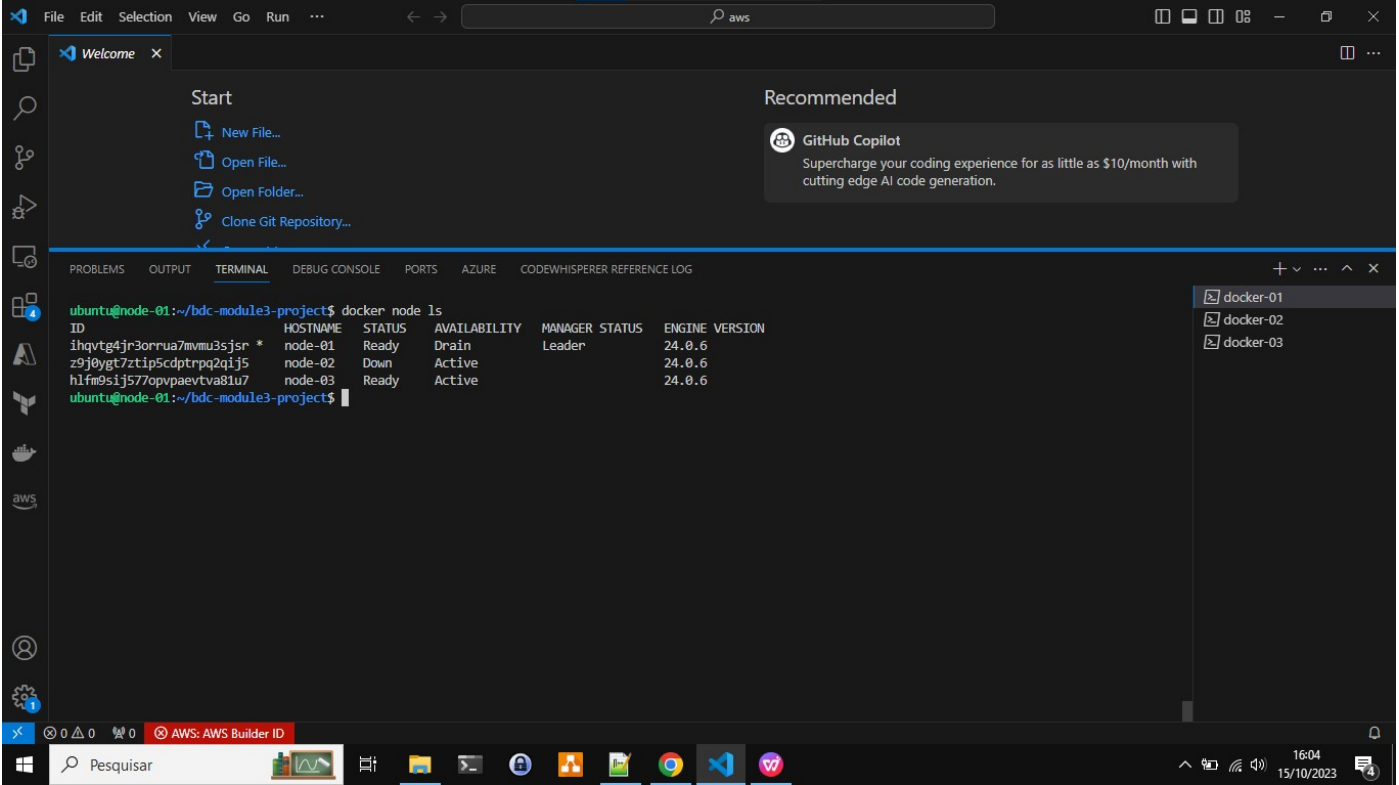 File Edit Selection View Go Run ··· aws
Welcome
Start
New File...
Open File...
Open Folder...
Clone Git Repository...
Recommended
GitHub Copilot
Supercharge your coding experience for as little as $10/month with
cutting edge AI code generation.
PROBLEMS OUTPUT TERMINAL DEBUG CONSOLE PORTS AZURE CODEWHISPERER REFERENCE LOG
ubuntu@node-01:~/bdc-module3-project$ docker node ls
ID HOSTNAME STATUS AVAILABILITY MANAGER STATUS ENGINE VERSION
ihqvtg4jr3orrua7mvmu3sjsr * node-01 Ready Drain Leader 24.0.6
z9j0ygt7ztip5cdptrpq2qij5 node-02 Down Active 24.0.6
hlfm9sij577opvpaevtva81u7 node-03 Ready Active 24.0.6
ubuntu@node-01:~/bdc-module3-project$
docker-01
docker-02
docker-03
4
aws
1
0 0 0 AWS: AWS Builder ID
Pesquisar
16:04
15/10/2023
4